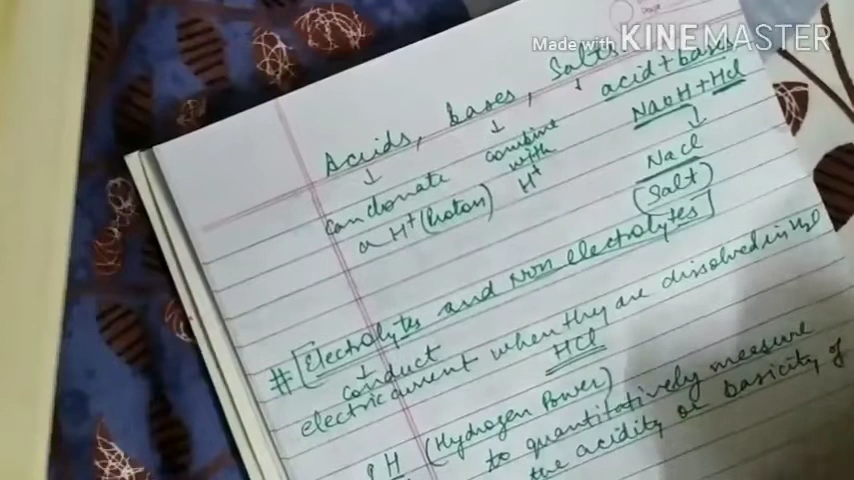 Made with KINEMASTER
Date
Acids, bases, Salts acid + base
↓ ↓ ↓ NaOH + HCl
can donate combine ↓
a H+ (Proton) with NaCl
H+ (Salt)
# [Electrolytes and Non electrolytes]
↓
conduct
electric current when they are dissolved in H2O
HCl
pH (Hydrogen Power)
to quantitatively measure
the acidity or basicity of